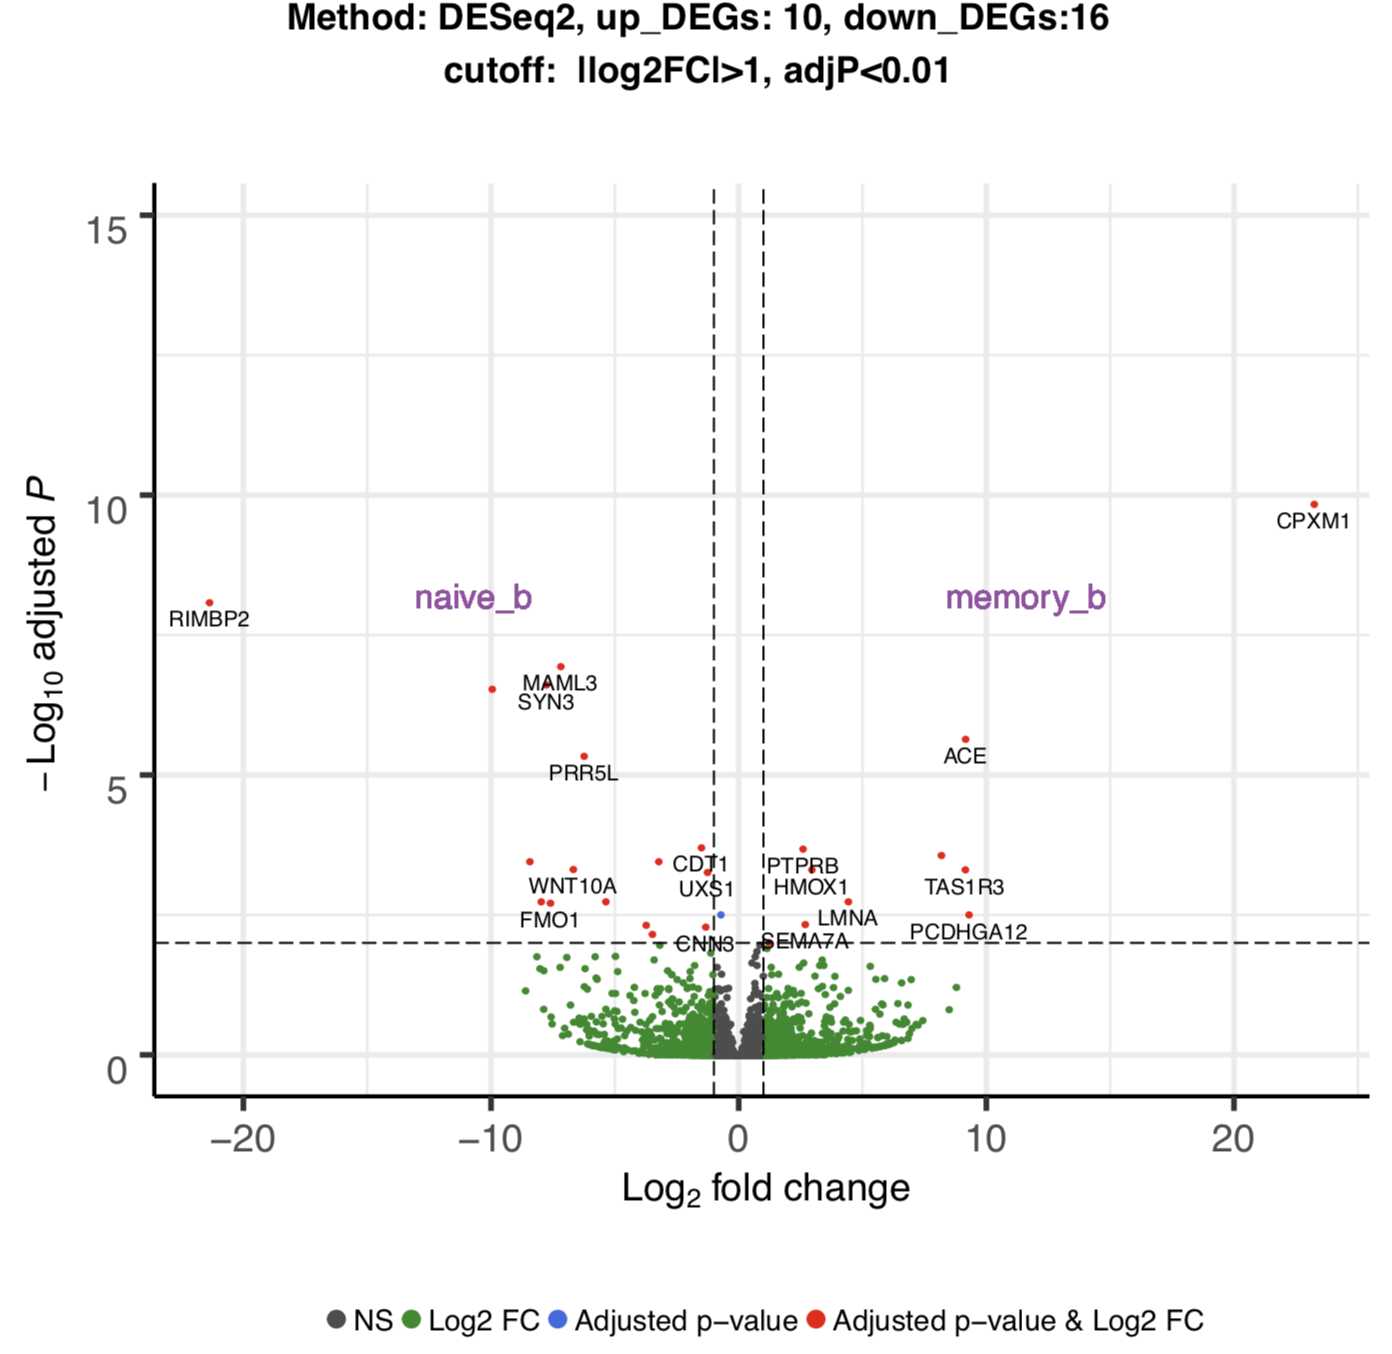 Method: DESeq2, up_DEGs: 10, down_DEGs:16
cutoff:  |log2FC|>1, adjP<0.01
15
10
5
0
−Log10 adjusted P
CPXM1
naive_b
memory_b
RIMBP2
MAML3
SYN3
ACE
PRR5L
CDT1
PTPRB
WNT10A
UXS1
HMOX1
TAS1R3
FMO1
LMNA
PCDHGA12
CNN3
SEMA7A
−20
−10
0
10
20
Log2 fold change
NS
Log2 FC
Adjusted p−value
Adjusted p−value & Log2 FC